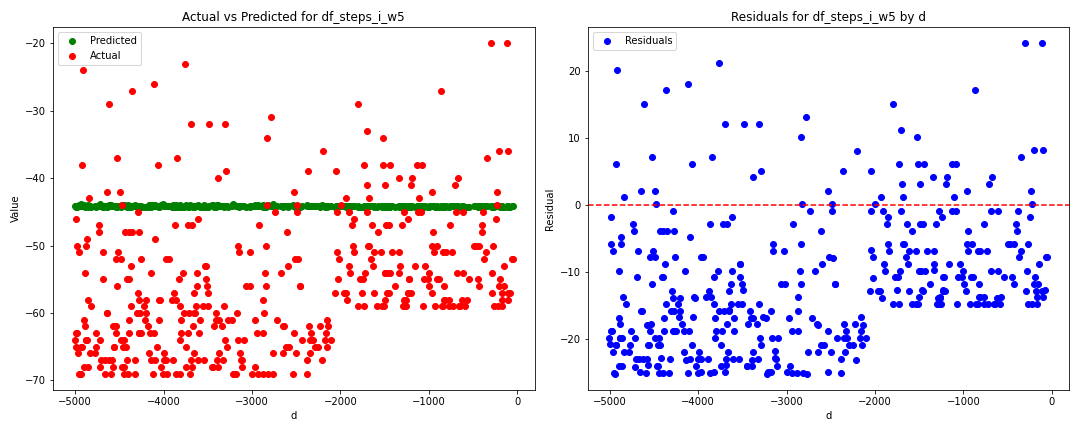 Actual vs Predicted for df_steps_i_w5
Predicted
Actual
Value
−20
−30
−40
−50
−60
−70
−5000 −4000 −3000 −2000 −1000 0
d
Residuals for df_steps_i_w5 by d
Residuals
Residual
20
10
0
−10
−20
−5000 −4000 −3000 −2000 −1000 0
d